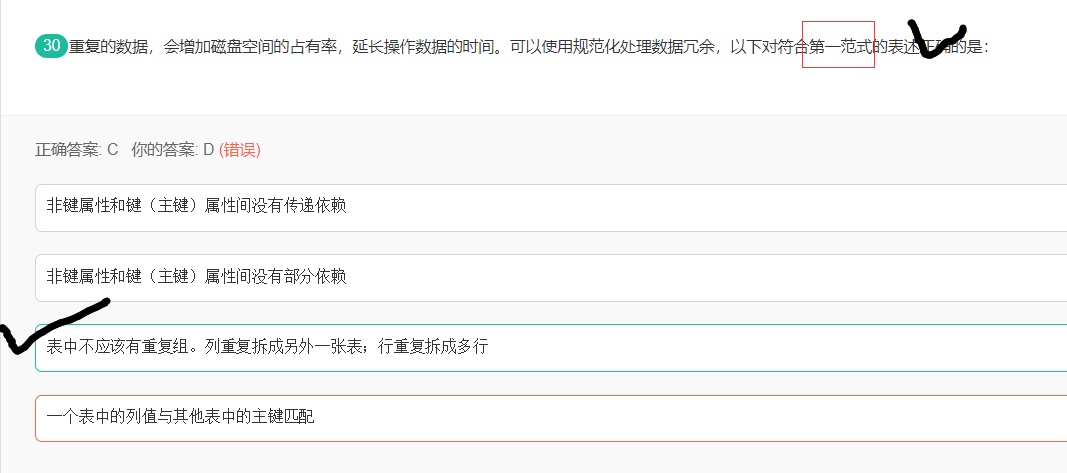 30 重复的数据，会增加磁盘空间的占有率，延长操作数据的时间。可以使用规范化处理数据冗余，以下对符合第一范式的表述正确的是：
正确答案: C 你的答案: D (错误)
非键属性和键（主键）属性间没有传递依赖
非键属性和键（主键）属性间没有部分依赖
表中不应该有重复组。列重复拆成另外一张表；行重复拆成多行
一个表中的列值与其他表中的主键匹配